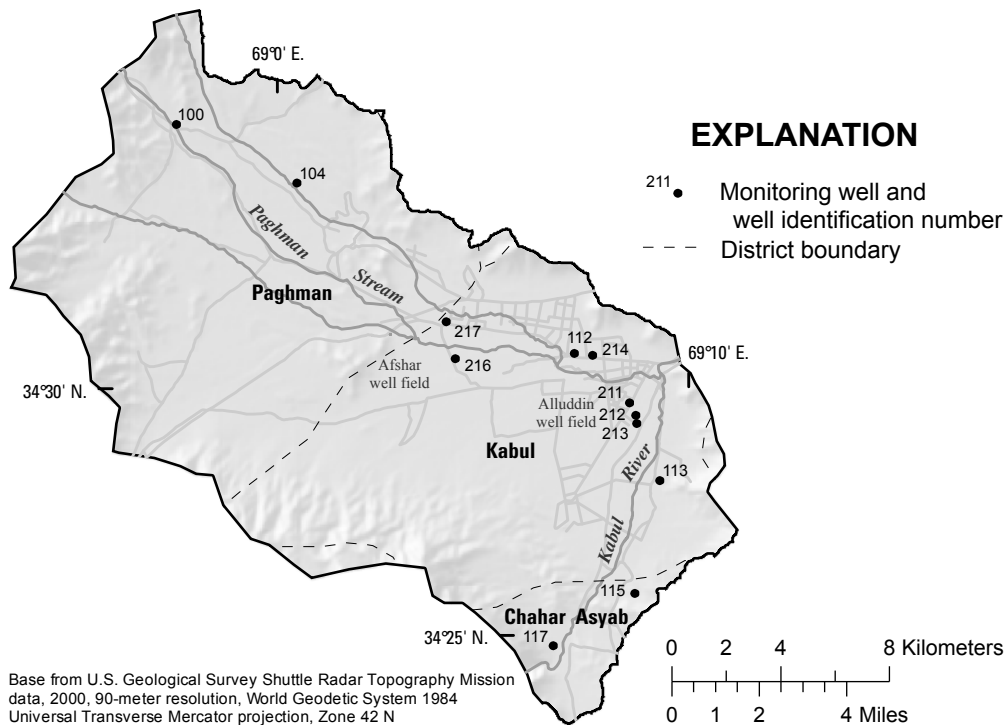 69°0' E.
100
104
Paghman
Stream
Paghman
217
112
214
69°10' E.
216
Afshar
well field
34°30' N.
211
Alluddin
well field
212
213
Kabul
River
113
Kabul
115
Chahar Asyab
34°25' N.
117
EXPLANATION
211
Monitoring well and
well identification number
District boundary
0 2 4 8 Kilometers
0 1 2 4 Miles
Base from U.S. Geological Survey Shuttle Radar Topography Mission
data, 2000, 90-meter resolution, World Geodetic System 1984
Universal Transverse Mercator projection, Zone 42 N